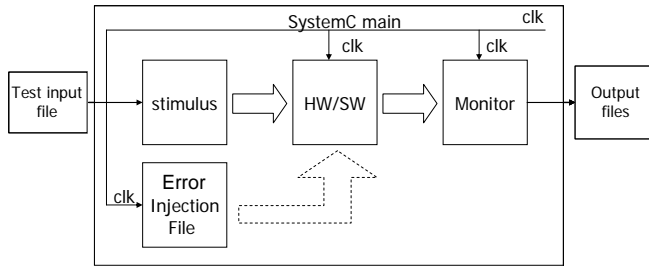 SystemC main
clk
clk
clk
Test input
file
stimulus
HW/SW
Monitor
Output
files
clk
Error
Injection
File